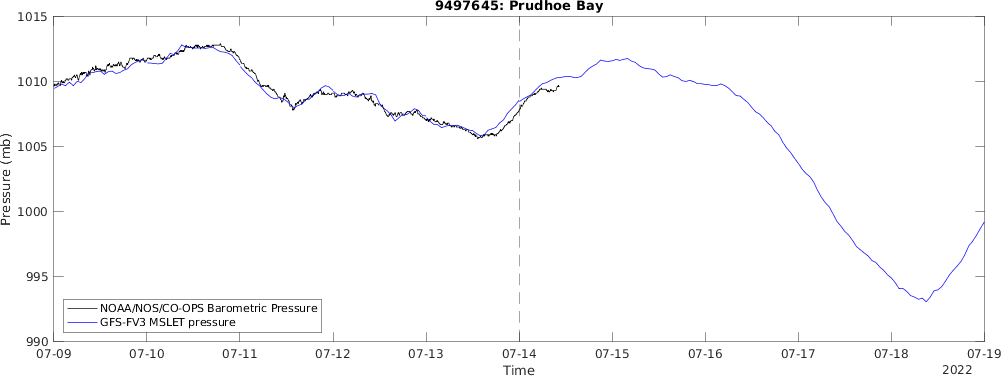 9497645: Prudhoe Bay
1015
1010
1005
1000
995
990
Pressure (mb)
NOAA/NOS/CO-OPS Barometric Pressure
GFS-FV3 MSLET pressure
07-09 07-10 07-11 07-12 07-13 07-14 07-15 07-16 07-17 07-18 07-19
Time
2022